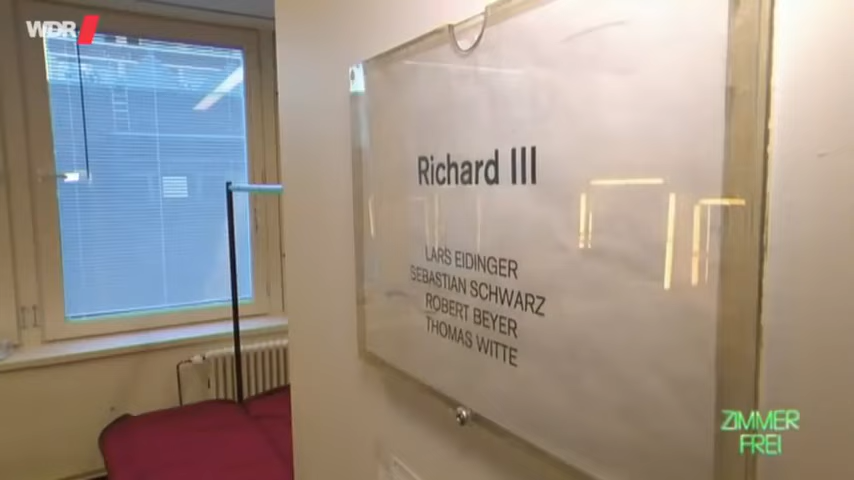 WDR
Richard III
LARS EIDINGER
SEBASTIAN SCHWARZ
ROBERT BEYER
THOMAS WITTE
ZIMMER
FREI